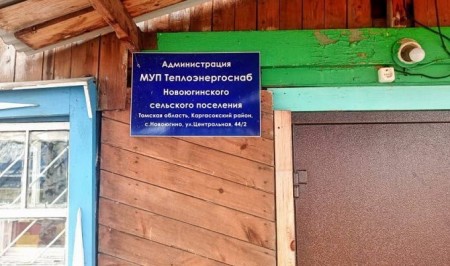 Администрация
МУП Теплоэнергоснаб
Новоюгинского
сельского поселения
Томская область, Каргасокский район,
с.Новоюгино, ул.Центральная, 44/2